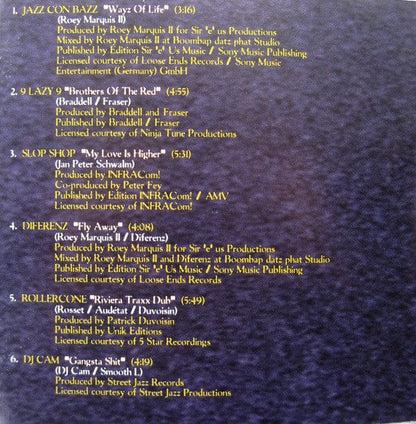 1. JAZZ CON BAZZ "Wayz Of Life" (3:16)
(Roey Marquis II)
Produced by Roey Marquis II for Sir 'e' us Productions
Mixed by Roey Marquis II at Boombap datz phat Studio
Published by Edition Sir 'e' Us Music / Sony Music Publishing
Licensed courtesy of Loose Ends Records / Sony Music
Entertainment (Germany) GmbH
2. 9 LAZY 9 "Brothers Of The Red" (4:55)
(Braddell / Fraser)
Produced by Braddell and Fraser
Published by Braddell / Fraser
Licensed courtesy of Ninja Tune Productions
3. SLOP SHOP "My Love Is Higher" (5:31)
(Jan Peter Schwalm)
Produced by INFRACom!
Co-produced by Peter Fey
Published by Edition INFRACom! / AMV
Licensed courtesy of INFRACom!
4. DIFERENZ "Fly Away" (4:08)
(Roey Marquis II / Diferenz)
Produced by Roey Marquis II for Sir 'e' us Productions
Mixed by Roey Marquis II and Diferenz at Boombap datz phat Studio
Published by Edition Sir 'e' Us Music / Sony Music Publishing
Licensed courtesy of Loose Ends Records
5. ROLLERCONE "Riviera Traxx Dub" (5:49)
(Rosset / Audétat / Duvoisin)
Produced by Patrick Duvoisin
Published by Unik Editions
Licensed courtesy of 5 Star Recordings
6. DJ CAM "Gangsta Shit" (4:19)
(DJ Cam / Smooth L)
Produced by Street Jazz Records
Licensed courtesy of Street Jazz Productions